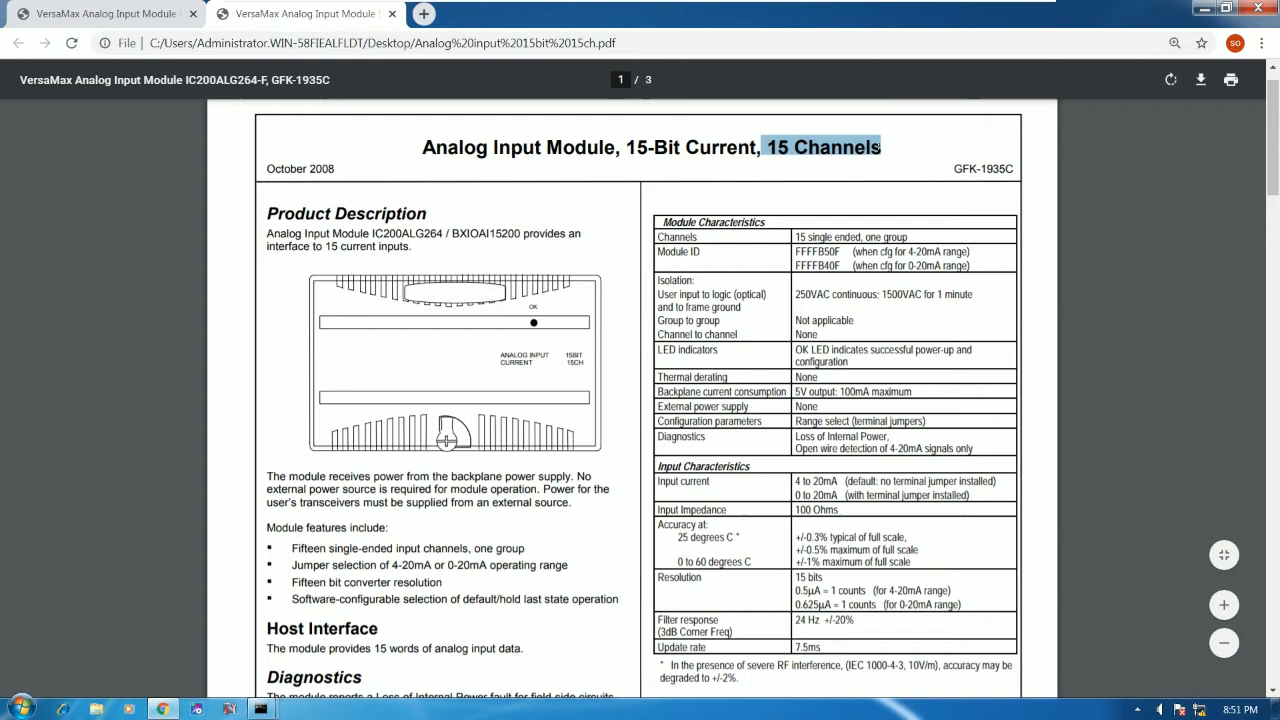 VersaMax Analog Input Module I
VersaMax Analog Input Module I
File | C:/Users/Administrator.WIN-58FIEALFLDT/Desktop/Analog%20input%2015bit%2015ch.pdf
SO
VersaMax Analog Input Module IC200ALG264-F, GFK-1935C
1 / 3
Analog Input Module, 15-Bit Current, 15 Channels
October 2008
GFK-1935C
Product Description
Analog Input Module IC200ALG264 / BXIOAI15200 provides an
interface to 15 current inputs.
OK
ANALOG INPUT 15BIT
CURRENT 15CH
The module receives power from the backplane power supply. No
external power source is required for module operation. Power for the
user's transceivers must be supplied from an external source.
Module features include:
▪ Fifteen single-ended input channels, one group
▪ Jumper selection of 4-20mA or 0-20mA operating range
▪ Fifteen bit converter resolution
▪ Software-configurable selection of default/hold last state operation
Host Interface
The module provides 15 words of analog input data.
Diagnostics
The module reports a Loss of Internal Power fault for field side circuits.
Module Characteristics
Channels 15 single ended, one group
Module ID FFFFB50F (when cfg for 4-20mA range)
FFFFB40F (when cfg for 0-20mA range)
Isolation:
User input to logic (optical) 250VAC continuous; 1500VAC for 1 minute
and to frame ground
Group to group Not applicable
Channel to channel None
LED indicators OK LED indicates successful power-up and
configuration
Thermal derating None
Backplane current consumption 5V output: 100mA maximum
External power supply None
Configuration parameters Range select (terminal jumpers)
Diagnostics Loss of Internal Power,
Open wire detection of 4-20mA signals only
Input Characteristics
Input current 4 to 20mA (default: no terminal jumper installed)
0 to 20mA (with terminal jumper installed)
Input Impedance 100 Ohms
Accuracy at:
25 degrees C * +/-0.3% typical of full scale,
+/-0.5% maximum of full scale
0 to 60 degrees C +/-1% maximum of full scale
Resolution 15 bits
0.5µA = 1 counts (for 4-20mA range)
0.625µA = 1 counts (for 0-20mA range)
Filter response 24 Hz +/-20%
(3dB Corner Freq)
Update rate 7.5ms
* In the presence of severe RF interference, (IEC 1000-4-3, 10V/m), accuracy may be
degraded to +/-2%.
8:51 PM